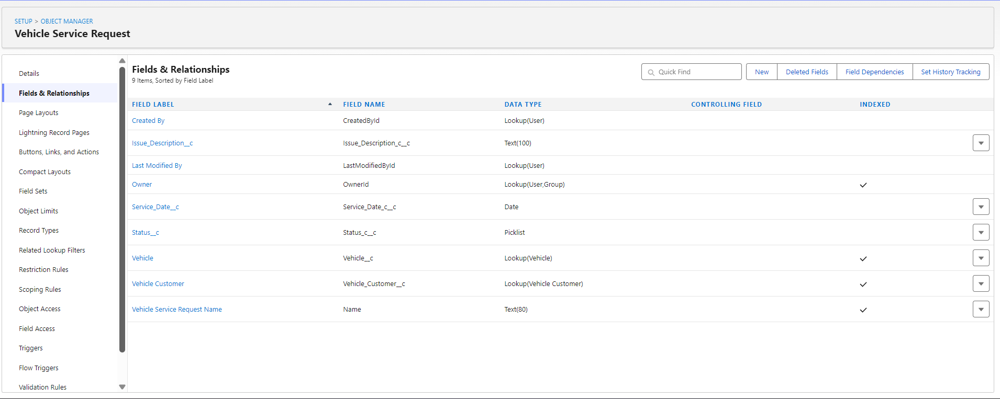 SETUP > OBJECT MANAGER
Vehicle Service Request
Details
Fields & Relationships
Page Layouts
Lightning Record Pages
Buttons, Links, and Actions
Compact Layouts
Field Sets
Object Limits
Record Types
Related Lookup Filters
Restriction Rules
Scoping Rules
Object Access
Field Access
Triggers
Flow Triggers
Validation Rules
Fields & Relationships
9 Items, Sorted by Field Label
Quick Find New Deleted Fields Field Dependencies Set History Tracking
FIELD LABEL FIELD NAME DATA TYPE CONTROLLING FIELD INDEXED
Created By CreatedById Lookup(User)
Issue_Description__c Issue_Description_c__c Text(100)
Last Modified By LastModifiedById Lookup(User)
Owner OwnerId Lookup(User,Group)
Service_Date__c Service_Date_c__c Date
Status__c Status_c__c Picklist
Vehicle Vehicle__c Lookup(Vehicle)
Vehicle Customer Vehicle_Customer__c Lookup(Vehicle Customer)
Vehicle Service Request Name Name Text(80)